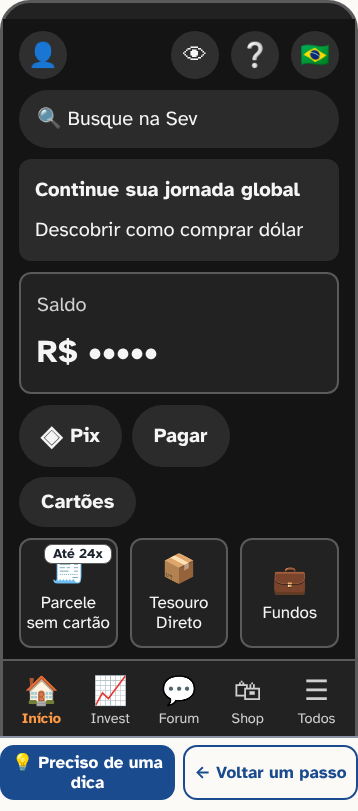 Busque na Sev
Continue sua jornada global
Descobrir como comprar dólar
Saldo
R$ •••••
Pix
Pagar
Cartões
Até 24x
Parcele
sem cartão
Tesouro
Direto
Fundos
Início
Invest
Forum
Shop
Todos
Preciso de uma
dica
← Voltar um passo